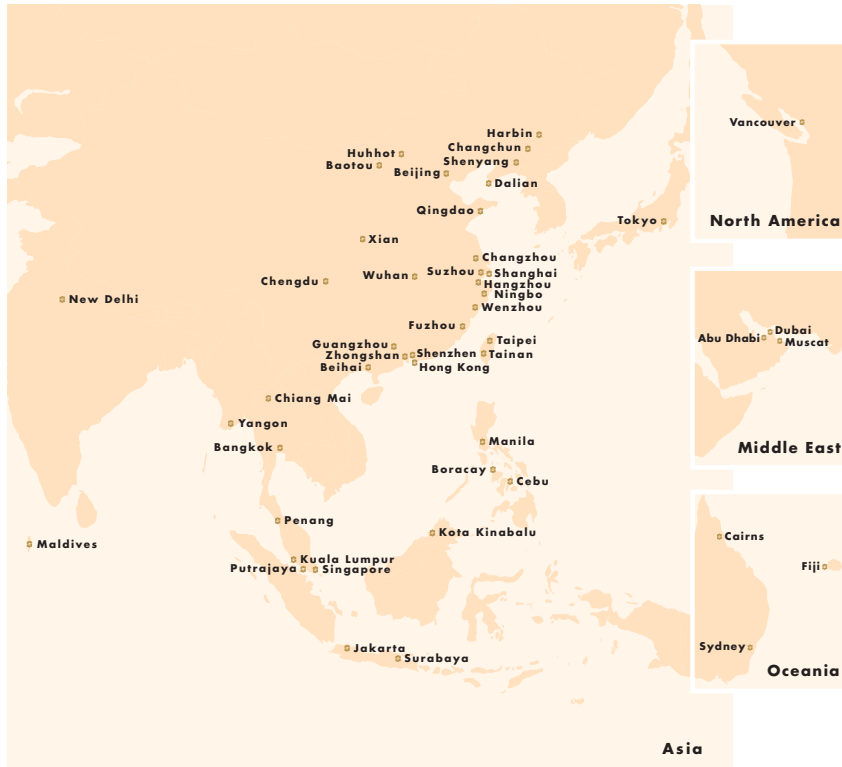 Harbin
Changchun
Huhhot
Shenyang
Baotou
Beijing
Dalian
Qingdao
Tokyo
Xian
Changzhou
Suzhou
Shanghai
Wuhan
Chengdu
Hangzhou
Ningbo
New Delhi
Wenzhou
Fuzhou
Taipei
Guangzhou
Zhongshan
Shenzhen
Tainan
Beihai
Hong Kong
Chiang Mai
Yangon
Manila
Bangkok
Boracay
Cebu
Penang
Kota Kinabalu
Maldives
Kuala Lumpur
Putrajaya
Singapore
Jakarta
Surabaya
Asia
Vancouver
North America
Dubai
Abu Dhabi
Muscat
Middle East
Cairns
Fiji
Sydney
Oceania